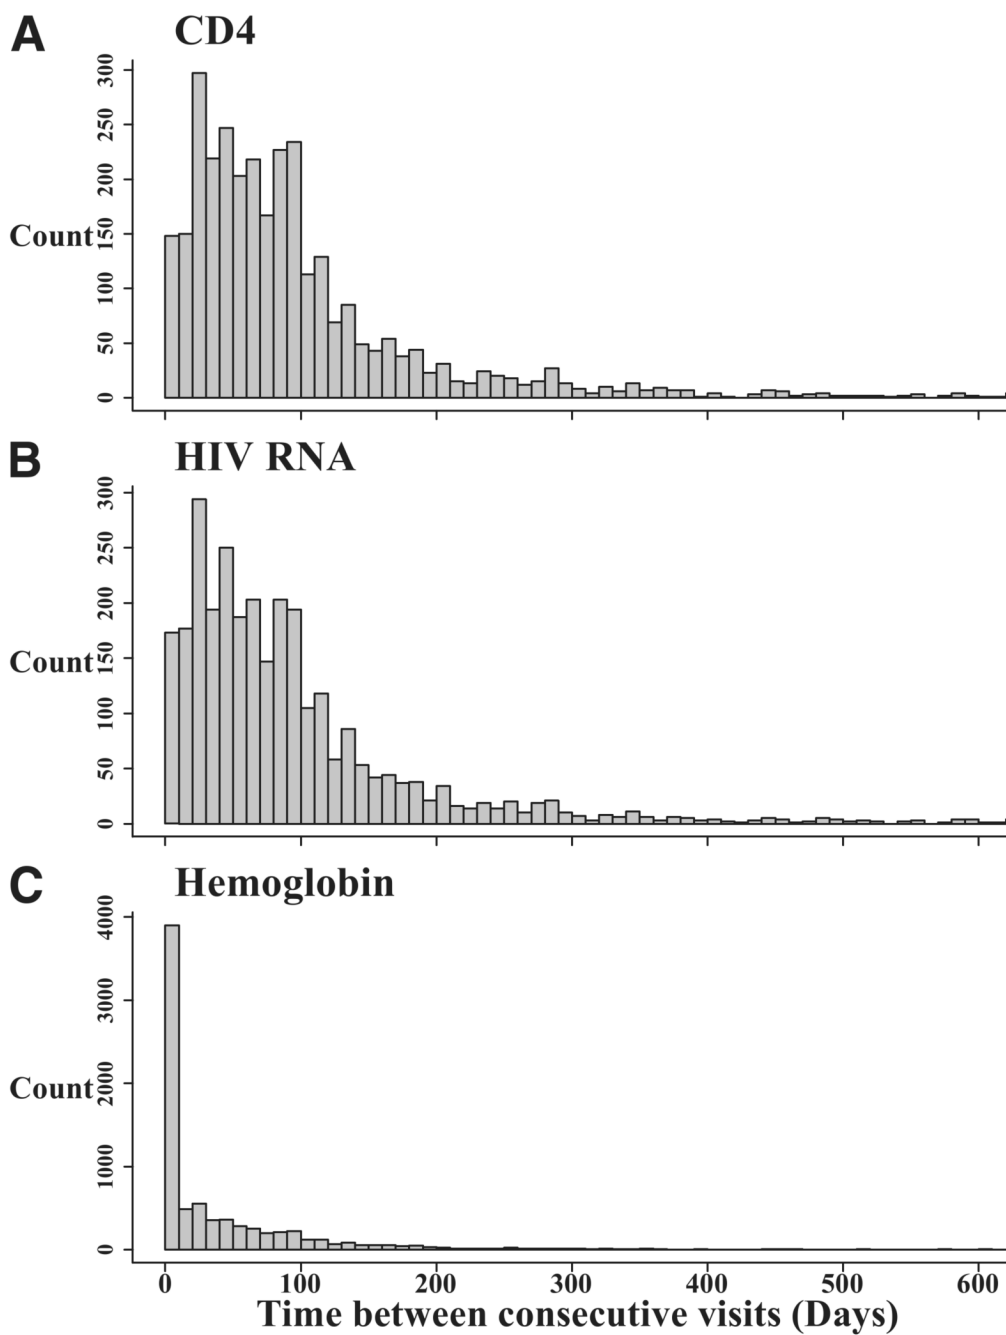 A CD4
300
250
200
Count 150
100
50
0
B HIV RNA
300
250
200
Count 150
100
50
0
C Hemoglobin
4000
3000
Count 2000
1000
0
0 100 200 300 400 500 600
Time between consecutive visits (Days)